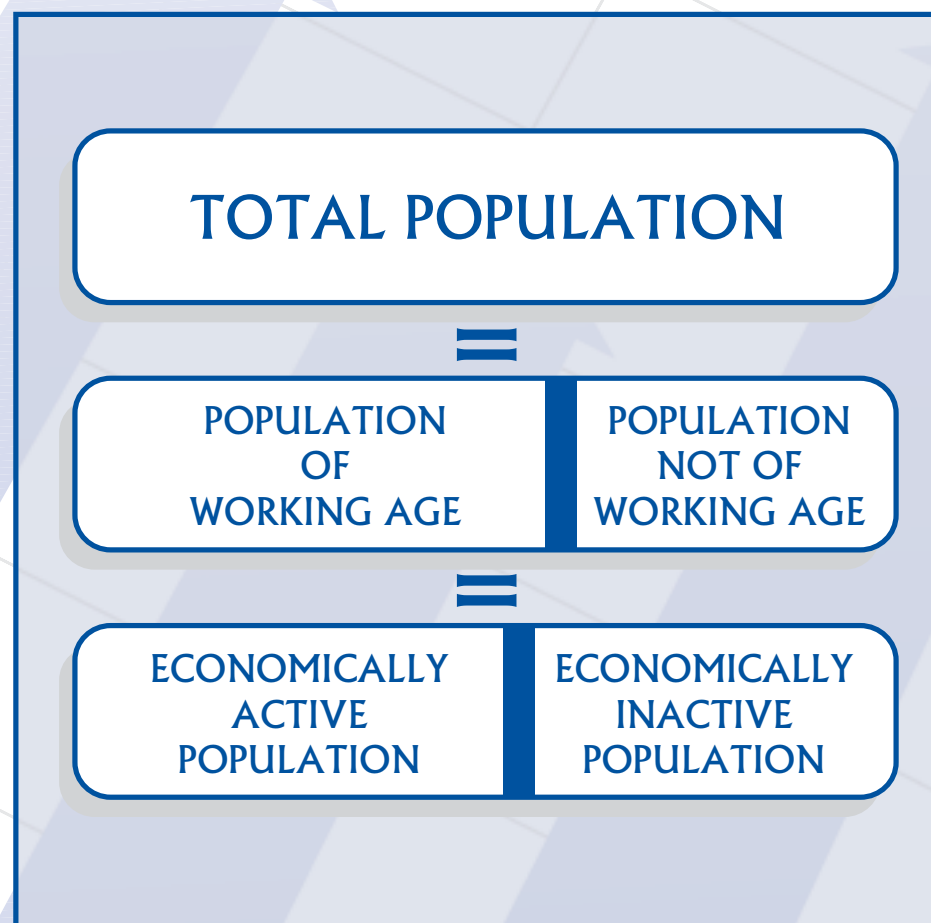 TOTAL POPULATION
=
POPULATION
OF
WORKING AGE
POPULATION
NOT OF
WORKING AGE
=
ECONOMICALLY
ACTIVE
POPULATION
ECONOMICALLY
INACTIVE
POPULATION